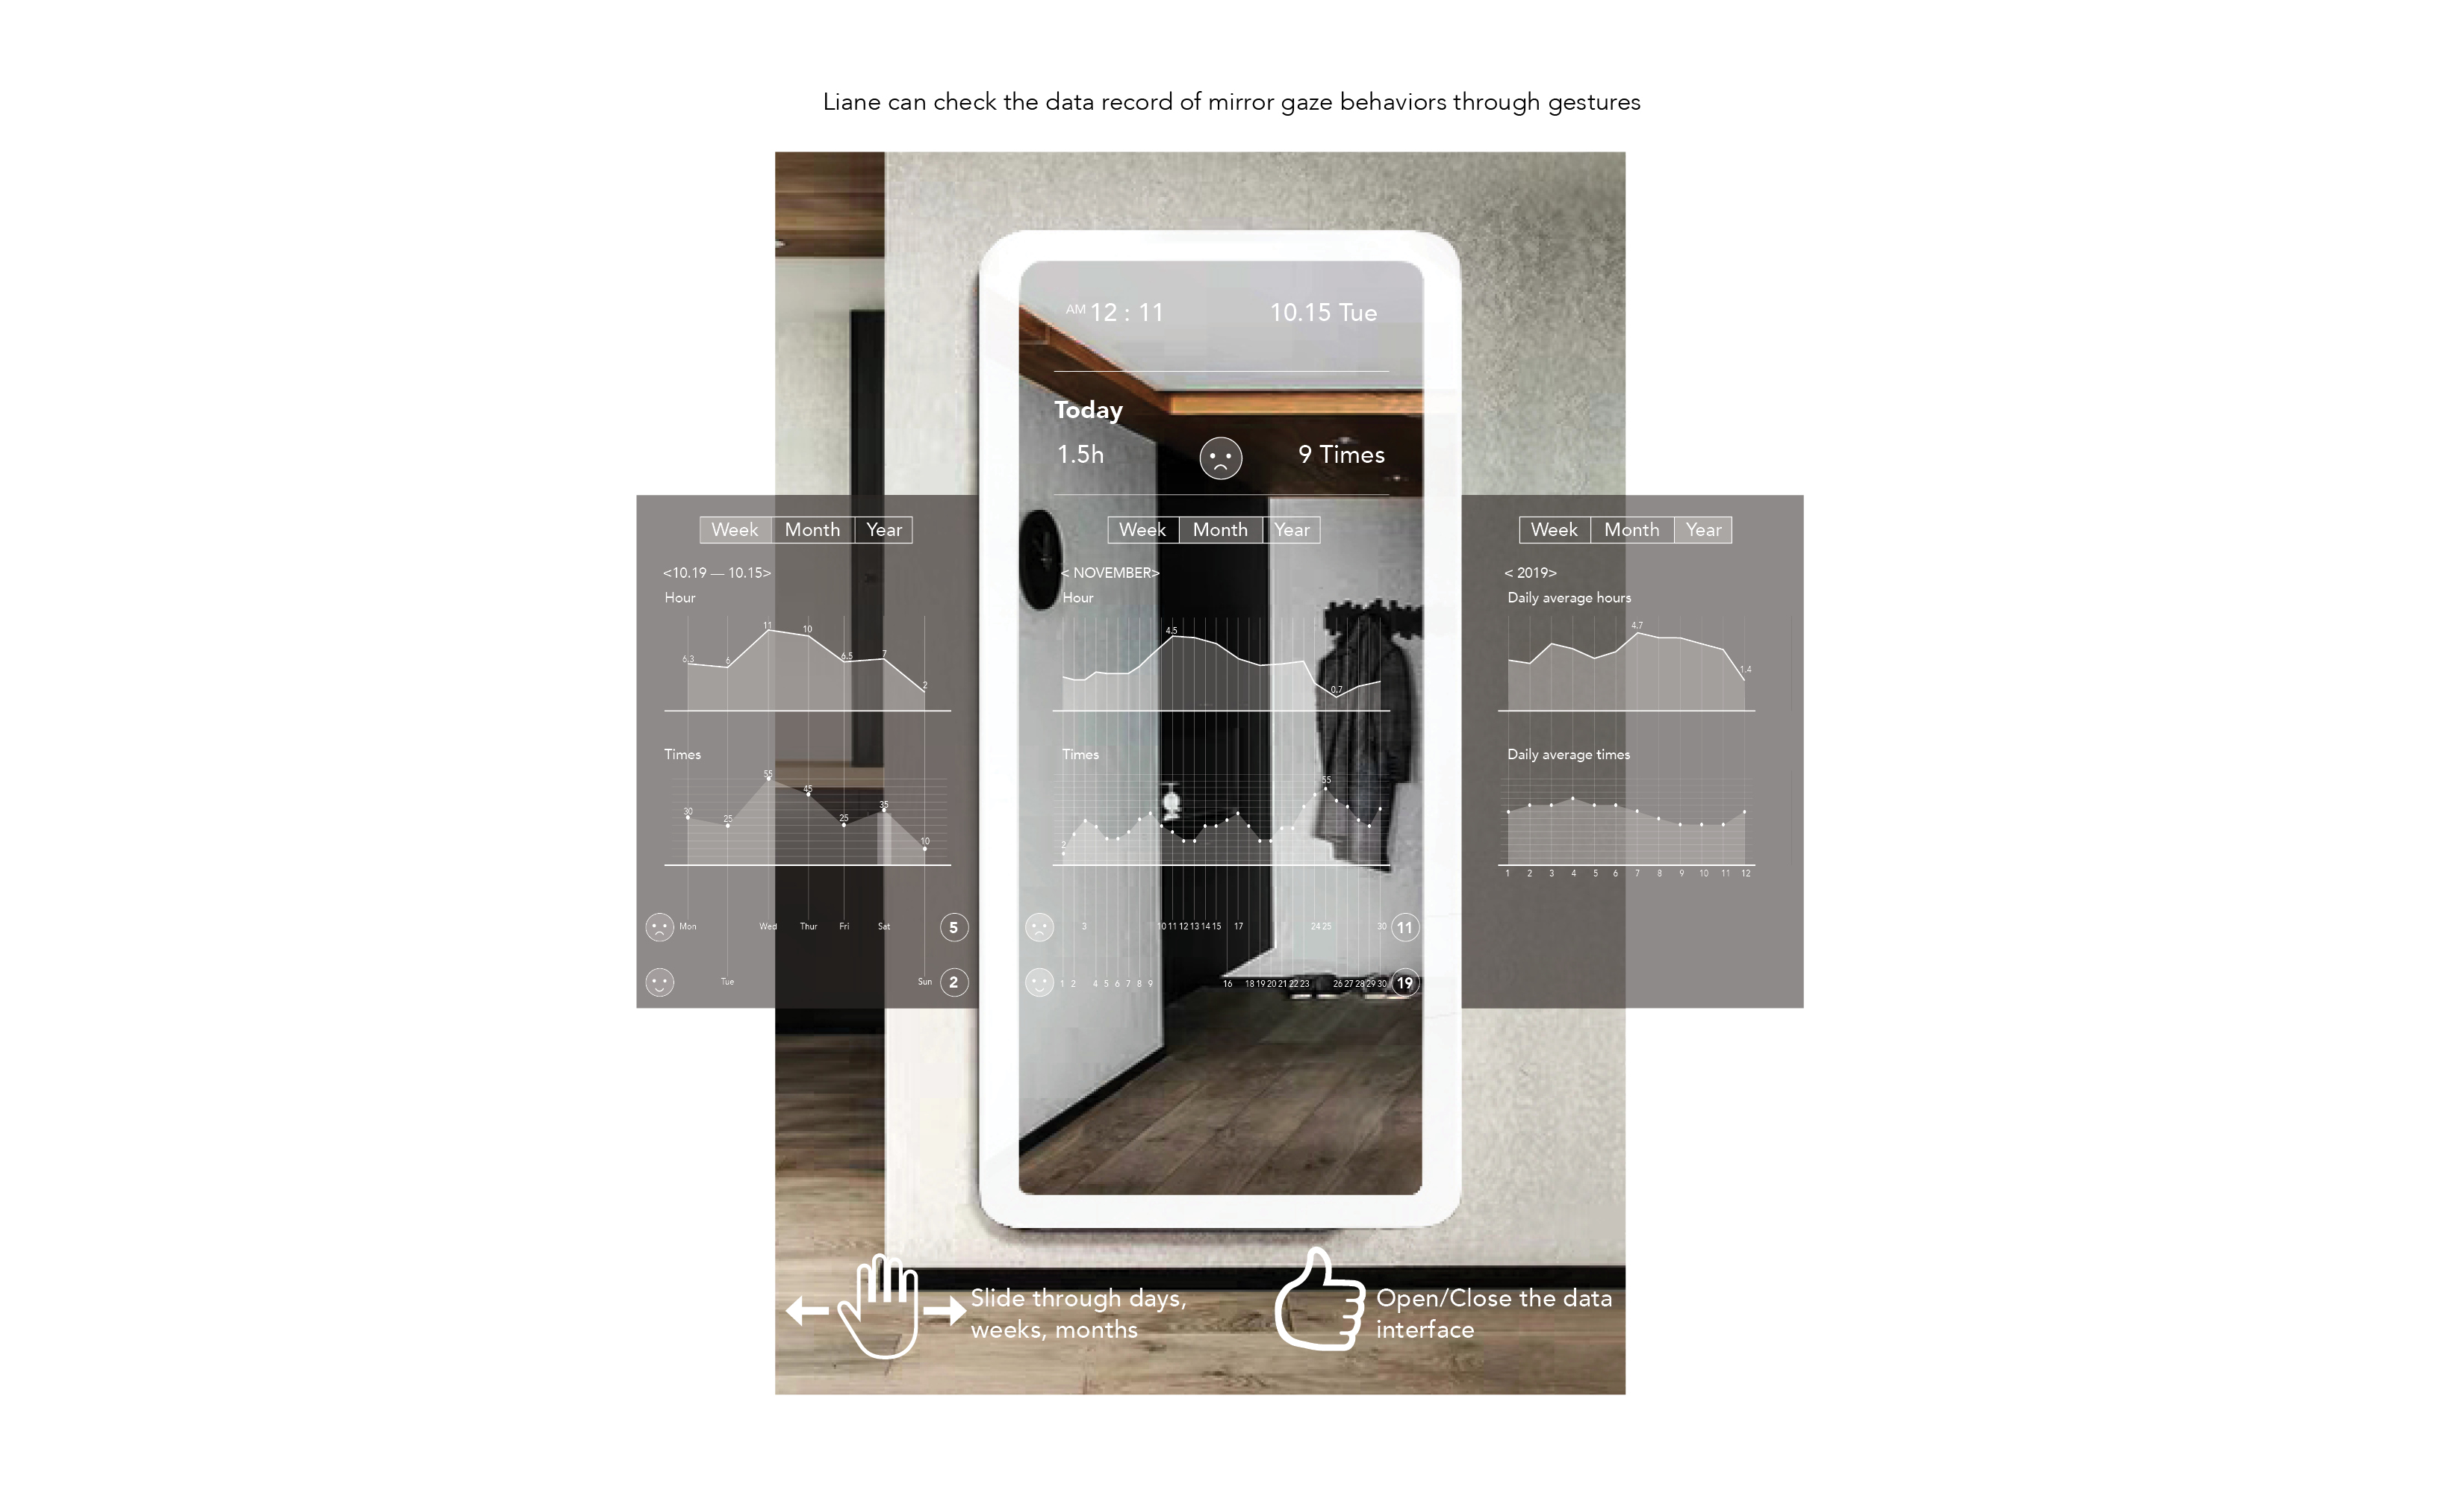 Liane can check the data record of mirror gaze behaviors through gestures
AM 12 : 11
10.15 Tue
Today
1.5h
9 Times
Week Month Year
<10.19 — 10.15>
Hour
6.3 6 11 10 6.5 7 2
Times
30 25 55 45 25 35 10
Mon Wed Thur Fri Sat 5
Tue Sun 2
Week Month Year
< NOVEMBER>
Hour
4.5 0.7
Times
2 55
3 10 11 12 13 14 15 17 24 25 30 11
1 2 4 5 6 7 8 9 16 18 19 20 21 22 23 26 27 28 29 30 19
Week Month Year
< 2019>
Daily average hours
4.7 1.4
Daily average times
1 2 3 4 5 6 7 8 9 10 11 12
Slide through days,
weeks, months
Open/Close the data
interface